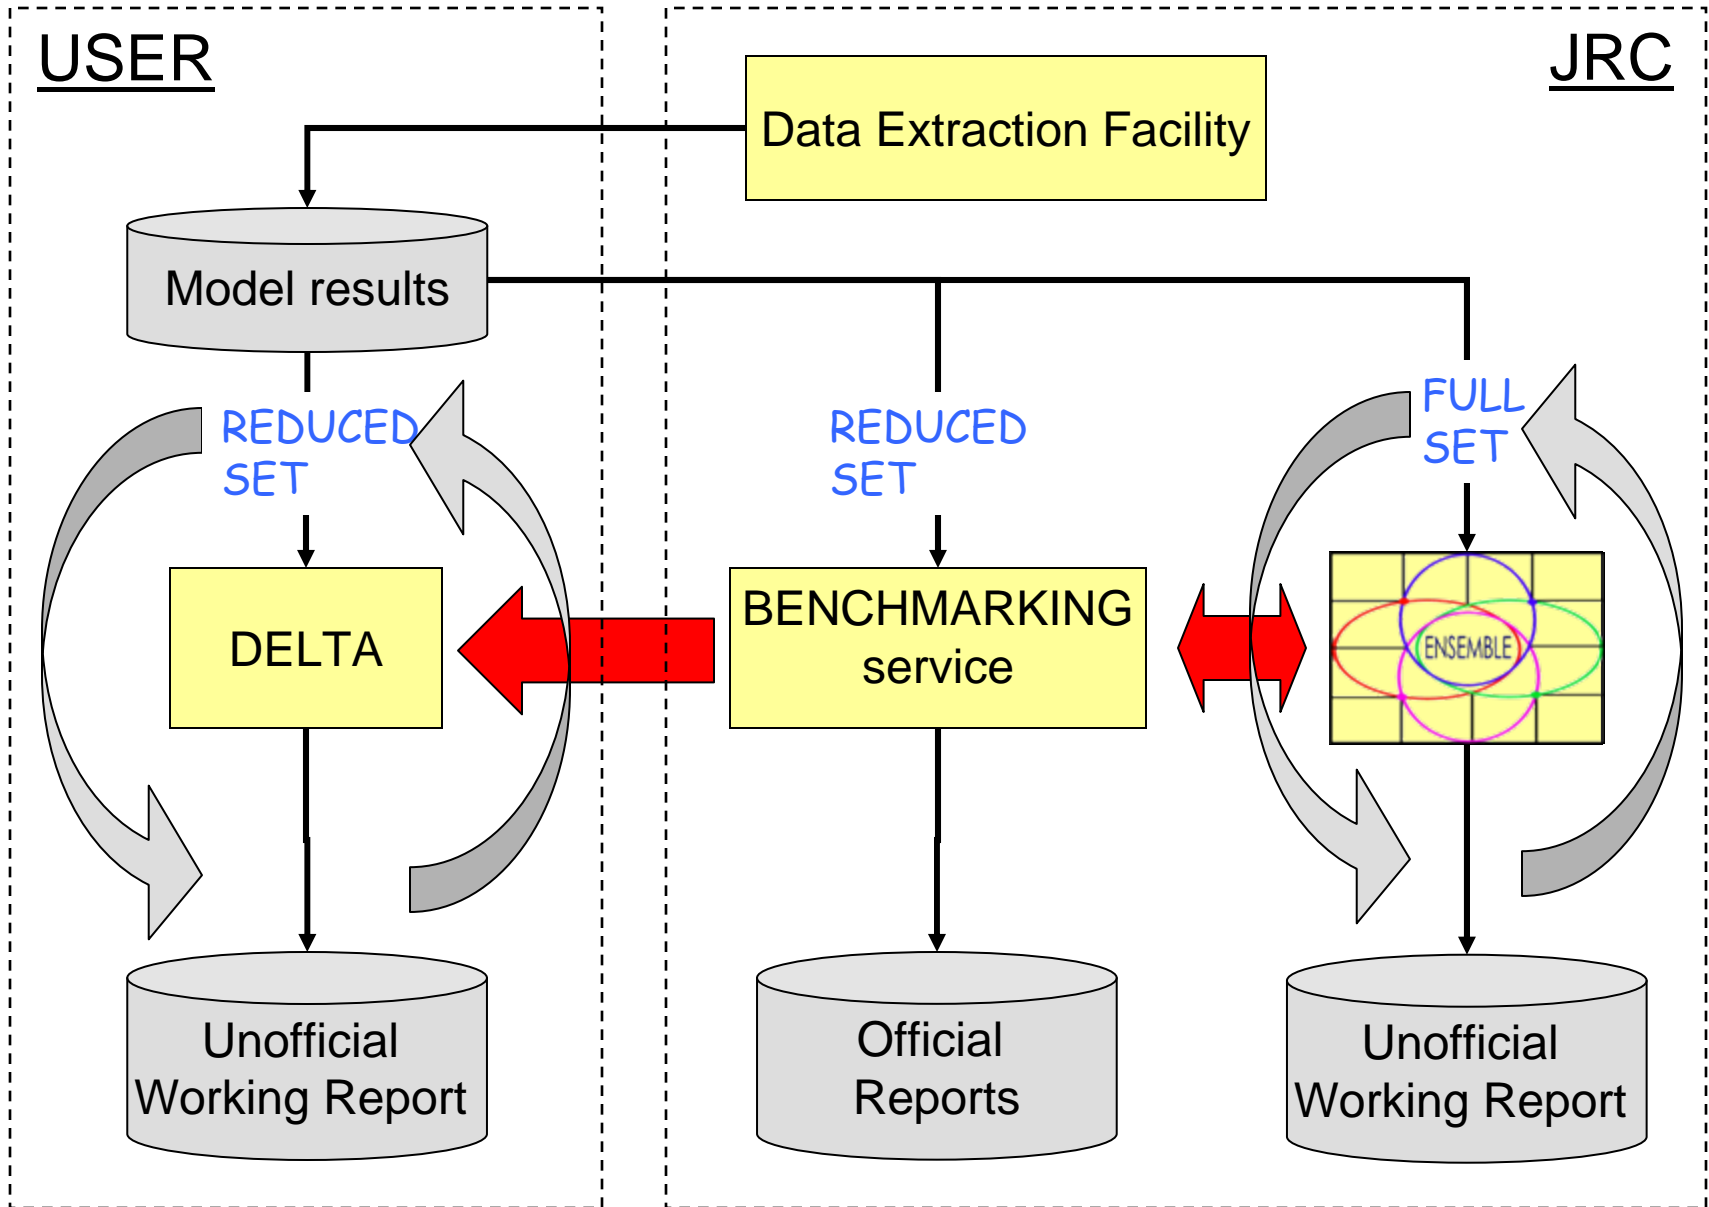 USER
JRC
Data Extraction Facility
Model results
REDUCED
SET
REDUCED
SET
FULL
SET
DELTA
BENCHMARKING
service
ENSEMBLE
Unofficial
Working Report
Official
Reports
Unofficial
Working Report